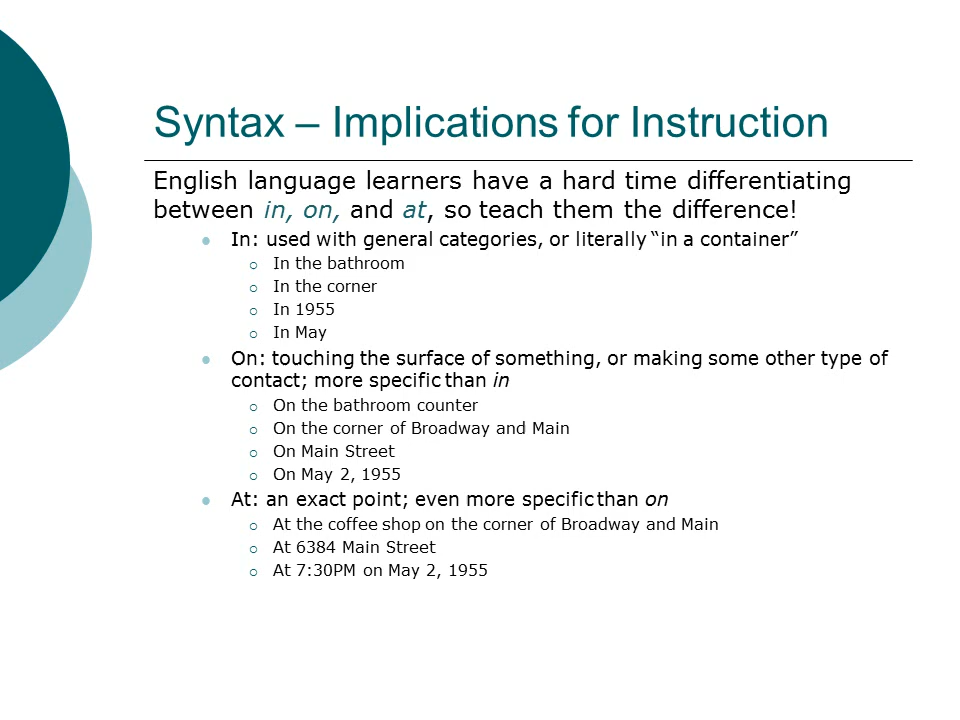 Syntax – Implications for Instruction
English language learners have a hard time differentiating
between in, on, and at, so teach them the difference!
In: used with general categories, or literally “in a container”
In the bathroom
In the corner
In 1955
In May
On: touching the surface of something, or making some other type of
contact; more specific than in
On the bathroom counter
On the corner of Broadway and Main
On Main Street
On May 2, 1955
At: an exact point; even more specific than on
At the coffee shop on the corner of Broadway and Main
At 6384 Main Street
At 7:30PM on May 2, 1955